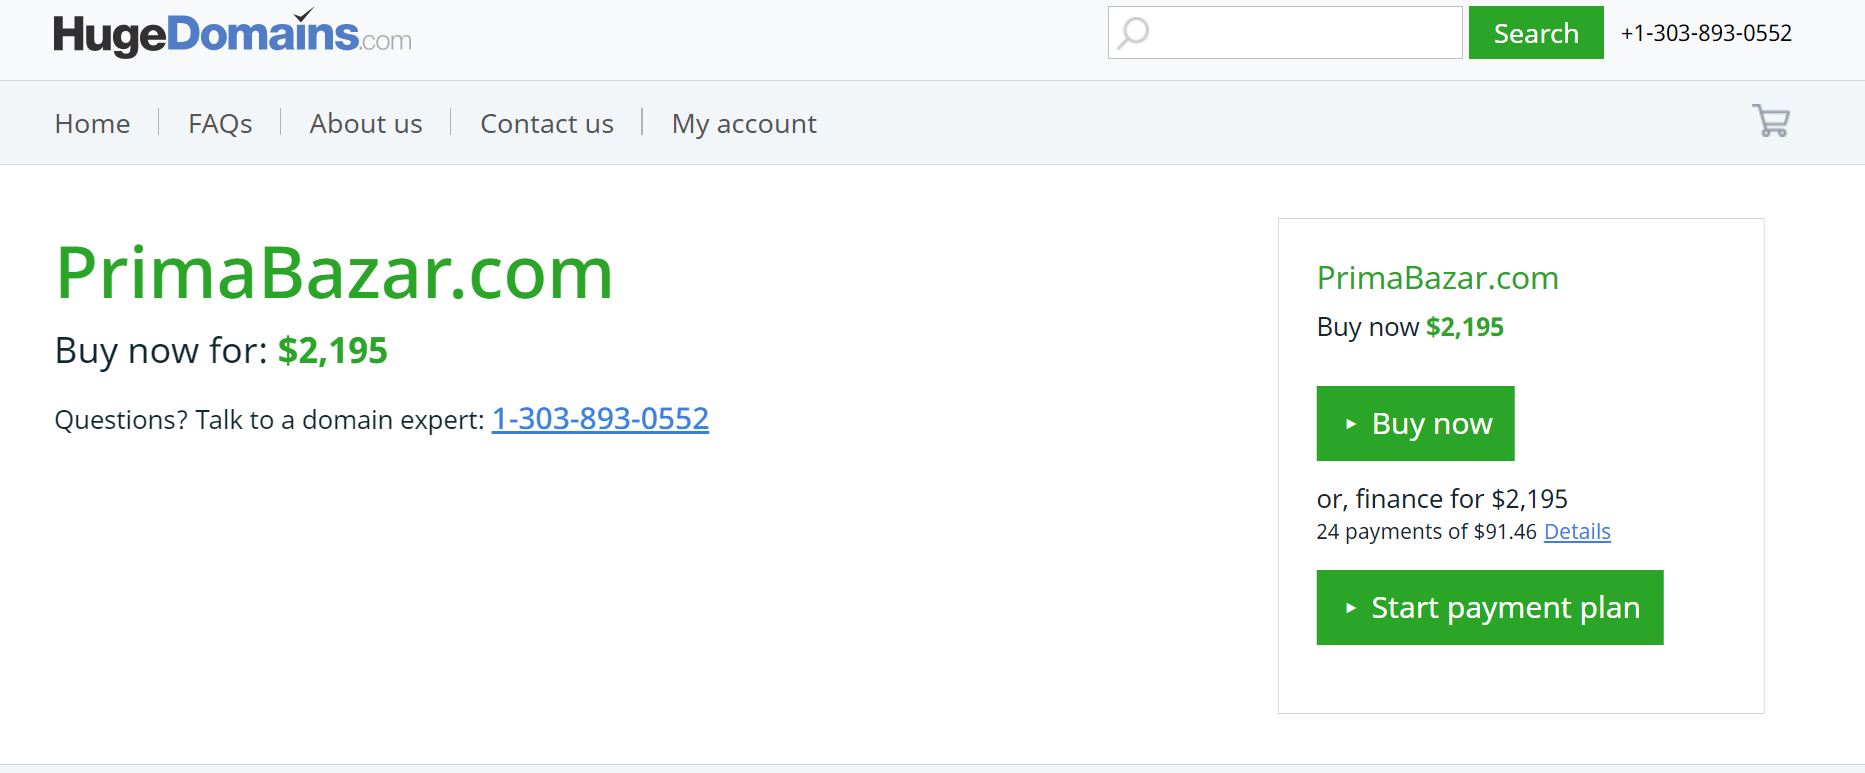 HugeDomains.com
Search
+1-303-893-0552
Home
FAQs
About us
Contact us
My account
PrimaBazar.com
Buy now for: $2,195
Questions? Talk to a domain expert: 1-303-893-0552
PrimaBazar.com
Buy now $2,195
Buy now
or, finance for $2,195
24 payments of $91.46 Details
Start payment plan